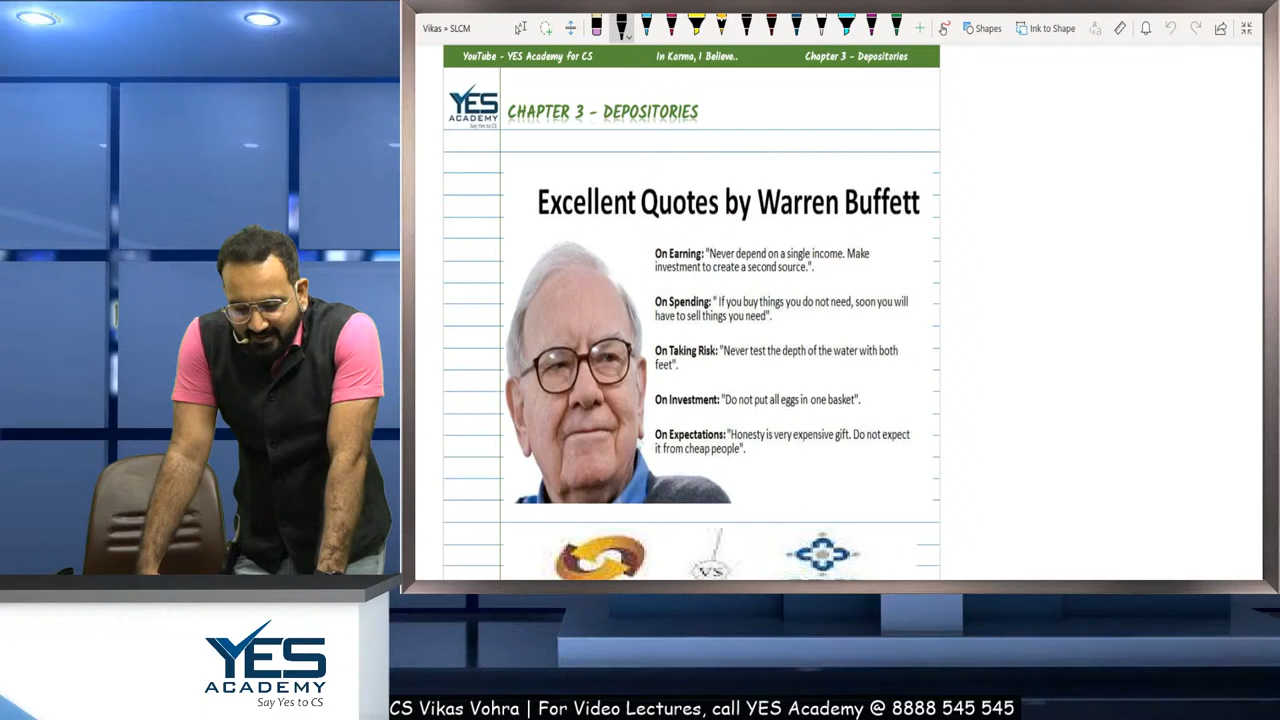 Vikas » SLCM
Shapes
Ink to Shape
YouTube - YES Academy for CS
In Karma, I Believe..
Chapter 3 - Depositories
YES
ACADEMY
Say Yes to CS
CHAPTER 3 - DEPOSITORIES
Excellent Quotes by Warren Buffett
On Earning: "Never depend on a single income. Make
investment to create a second source.".
On Spending: " If you buy things you do not need, soon you will
have to sell things you need".
On Taking Risk: "Never test the depth of the water with both
feet".
On Investment: "Do not put all eggs in one basket".
On Expectations: "Honesty is very expensive gift. Do not expect
it from cheap people".
VS
YES
ACADEMY
Say Yes to CS
CS Vikas Vohra | For Video Lectures, call YES Academy @ 8888 545 545